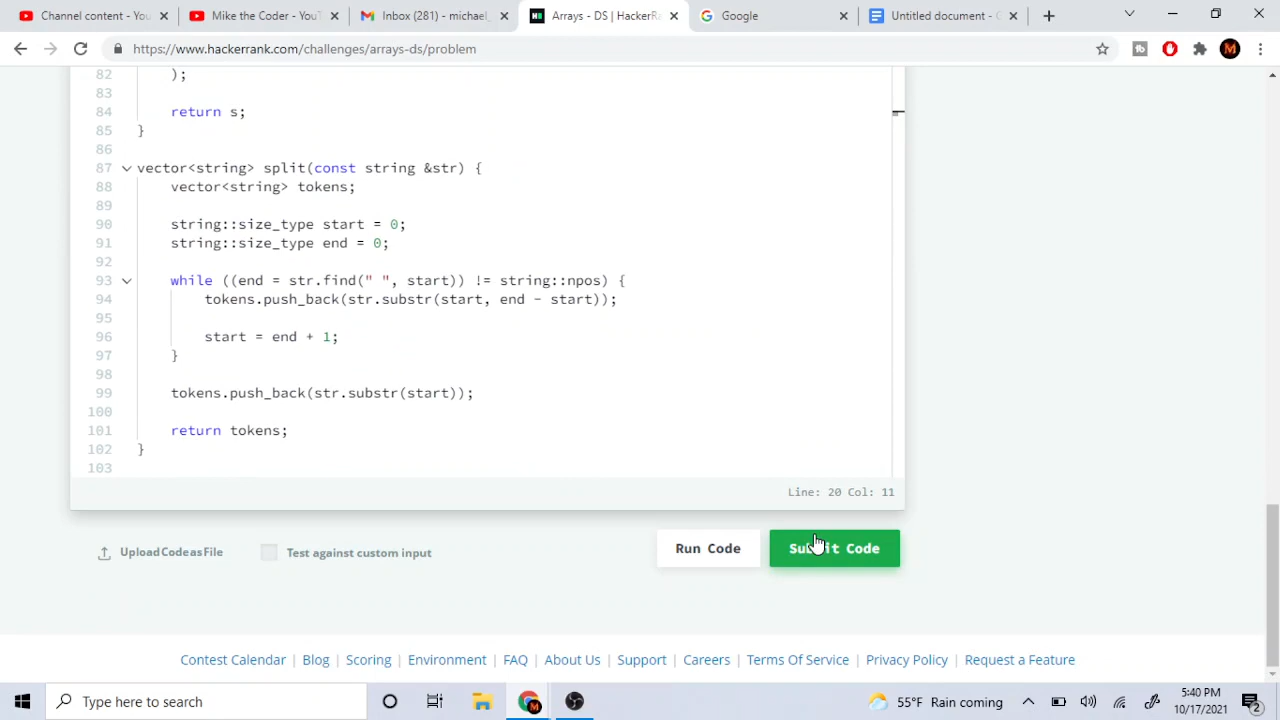 Channel content - You
Mike the - YouT
Inbox (281) - michael_
Arrays - DS | HackerRa
Google
Untitled document - G
https://www.hackerrank.com/challenges/arrays-ds/problem
82 );
83
84 return s;
85 }
86
87 vector<string> split(const string &str) {
88 vector<string> tokens;
89
90 string::size_type start = 0;
91 string::size_type end = 0;
92
93 while ((end = str.find(" ", start)) != string::npos) {
94 tokens.push_back(str.substr(start, end - start));
95
96 start = end + 1;
97 }
98
99 tokens.push_back(str.substr(start));
100
101 return tokens;
102 }
103
Line: 20 Col: 11
Upload Code as File
Test against custom input
Run Code
Submit Code
Contest Calendar | Blog | Scoring | Environment | FAQ | About Us | Support | Careers | Terms Of Service | Privacy Policy | Request a Feature
Type here to search
55°F Rain coming
5:40 PM
10/17/2021
2